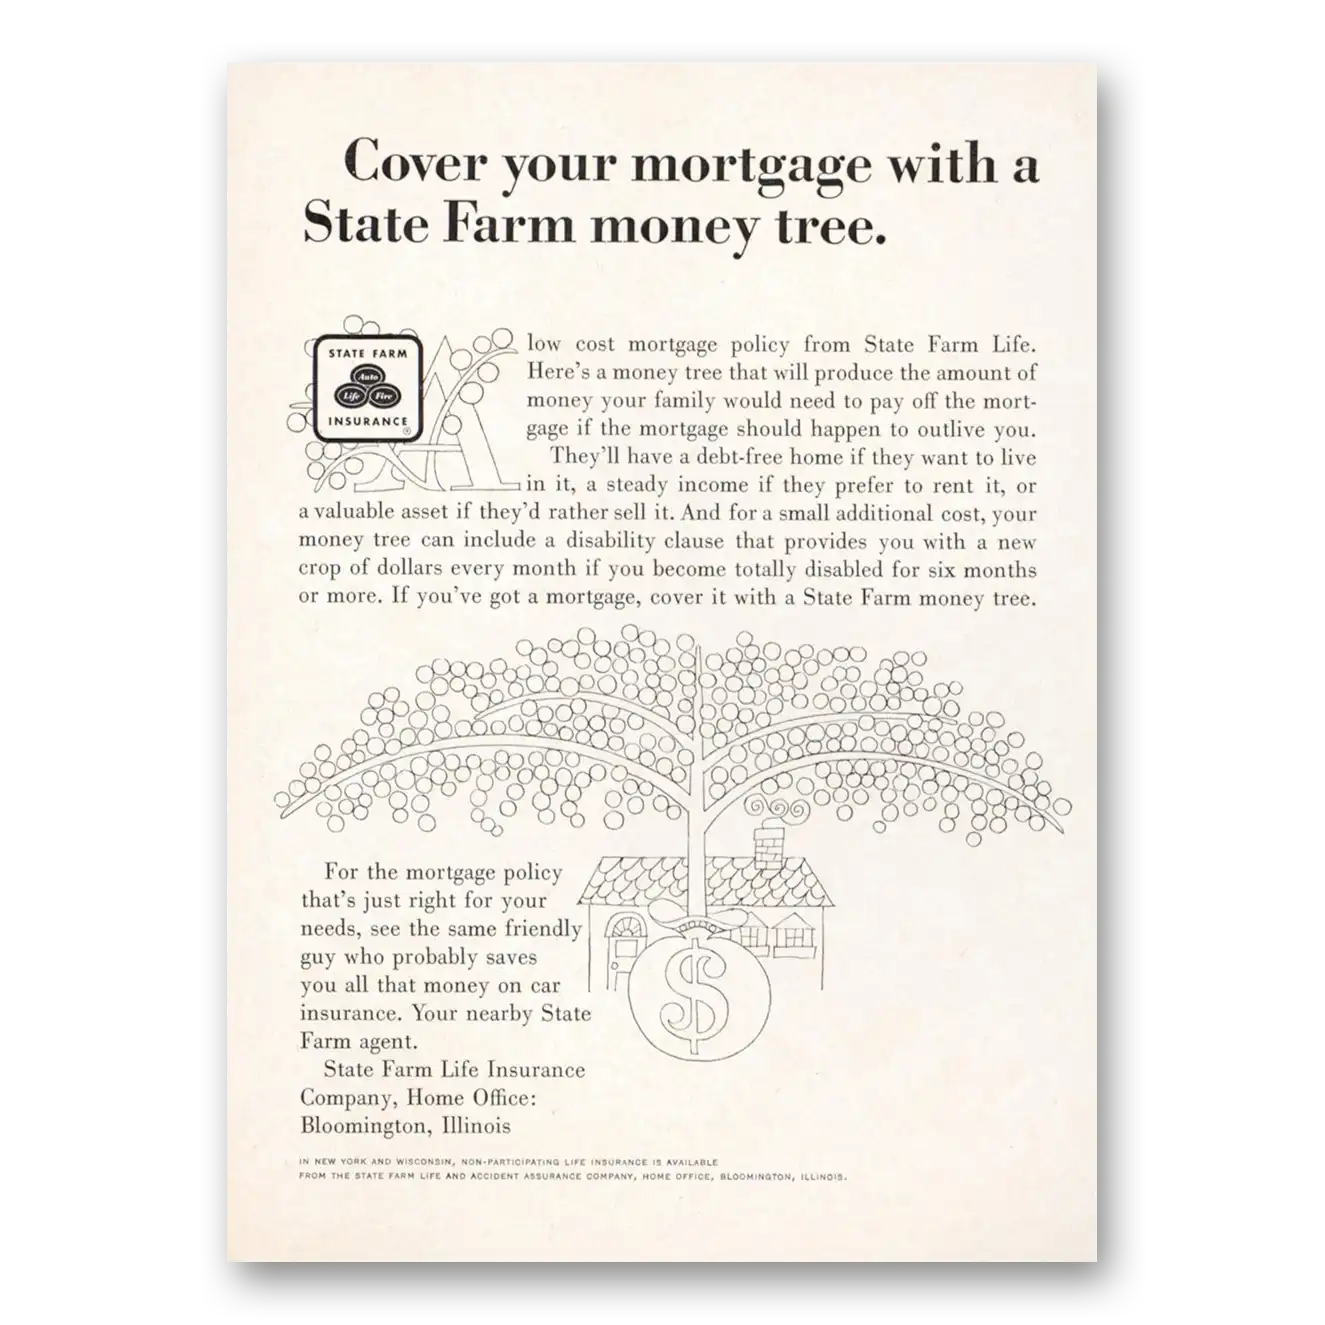 Cover your mortgage with a
State Farm money tree.
STATE FARM
Auto
Life Fire
INSURANCE
®
A
low cost mortgage policy from State Farm Life.
Here's a money tree that will produce the amount of
money your family would need to pay off the mort-
gage if the mortgage should happen to outlive you.
They'll have a debt-free home if they want to live
in it, a steady income if they prefer to rent it, or
a valuable asset if they'd rather sell it. And for a small additional cost, your
money tree can include a disability clause that provides you with a new
crop of dollars every month if you become totally disabled for six months
or more. If you've got a mortgage, cover it with a State Farm money tree.
For the mortgage policy
that's just right for your
needs, see the same friendly
guy who probably saves
you all that money on car
insurance. Your nearby State
Farm agent.
State Farm Life Insurance
Company, Home Office:
Bloomington, Illinois
$
IN NEW YORK AND WISCONSIN, NON-PARTICIPATING LIFE INSURANCE IS AVAILABLE
FROM THE STATE FARM LIFE AND ACCIDENT ASSURANCE COMPANY, HOME OFFICE, BLOOMINGTON, ILLINOIS.